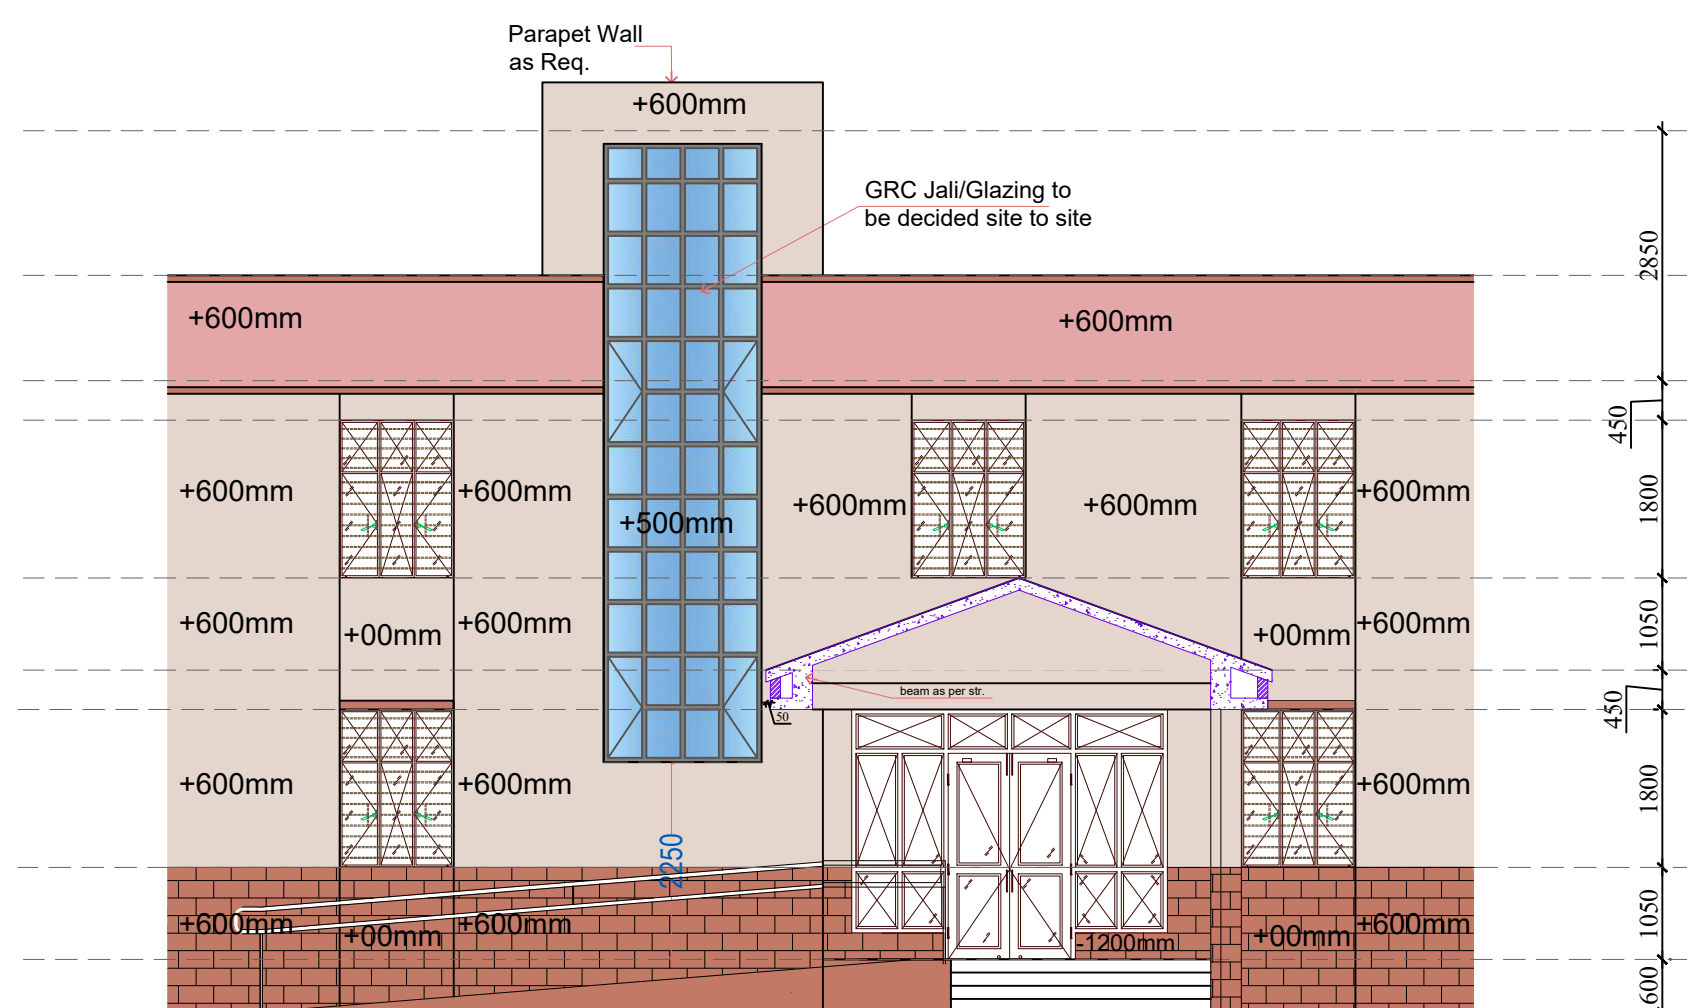 Parapet Wall
as Req.
+600mm
GRC Jali/Glazing to
be decided site to site
2850
+600mm
+600mm
450
+600mm
+600mm
+500mm
+600mm
+600mm
+600mm
1800
+600mm
+00mm
+600mm
+00mm
+600mm
1050
beam as per str.
50
450
+600mm
+600mm
+600mm
1800
2250
+600mm
+00mm
+600mm
-1200mm
+00mm
+600mm
1050
600